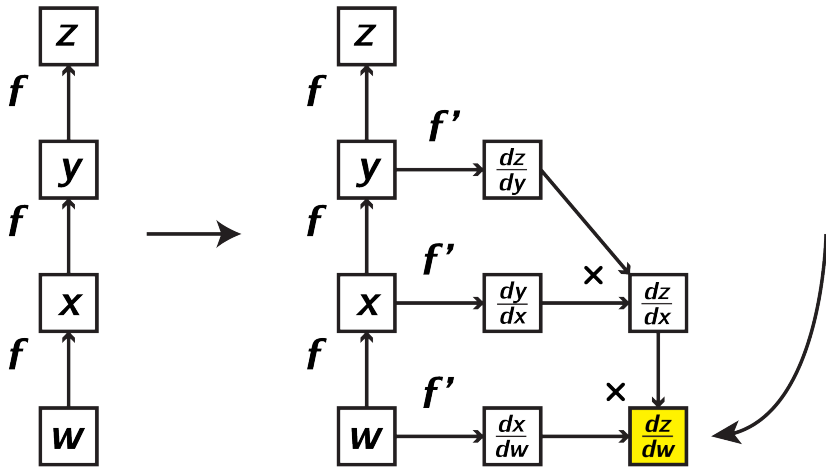 z z
f f
f'
y y dz/dy
f f
f' ×
x x dy/dx dz/dx
f f
f' ×
w w dx/dw dz/dw